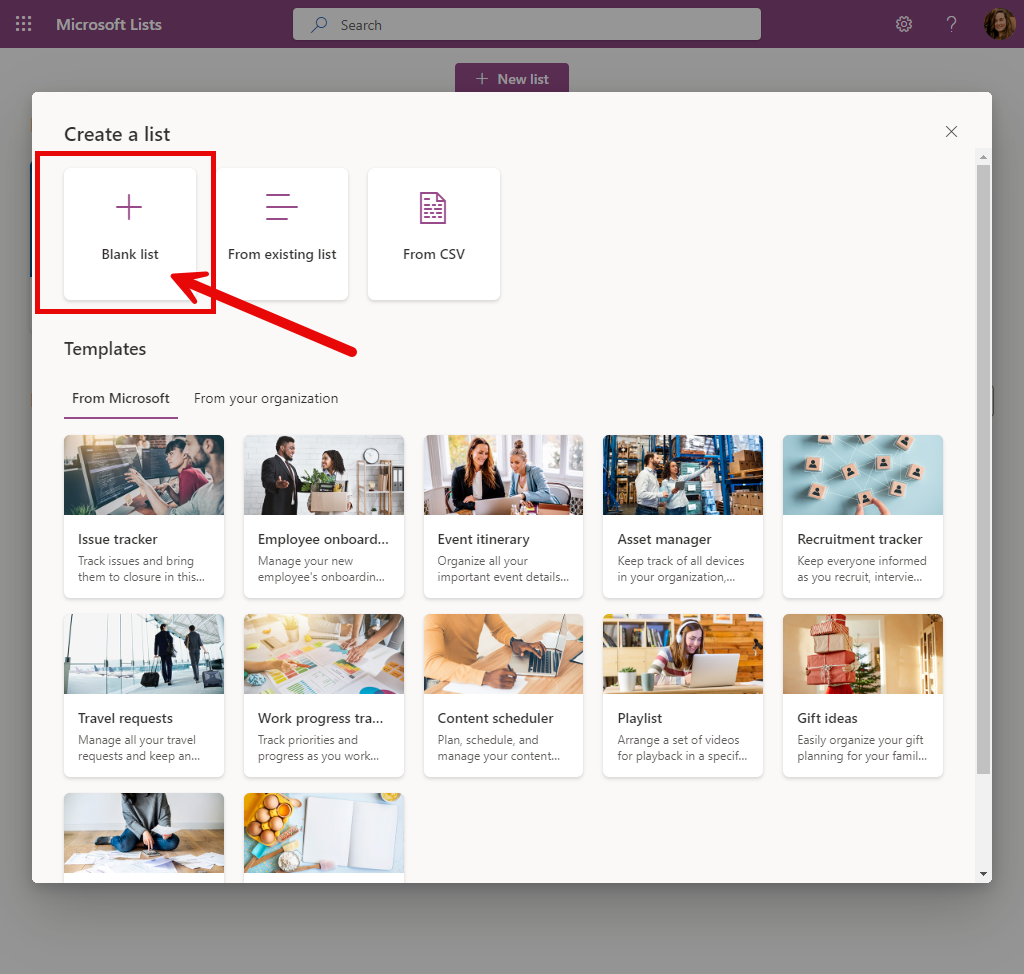 Microsoft Lists
Search
?
+ New list
Create a list
Blank list
From existing list
From CSV
Templates
From Microsoft
From your organization
Issue tracker
Track issues and bring
them to closure in this...
Employee onboard...
Manage your new
employee's onboardin...
Event itinerary
Organize all your
important event details...
Asset manager
Keep track of all devices
in your organization,...
Recruitment tracker
Keep everyone informed
as you recruit, intervie...
Travel requests
Manage all your travel
requests and keep an...
Work progress tra...
Track priorities and
progress as you work...
Content scheduler
Plan, schedule, and
manage your content...
Playlist
Arrange a set of videos
for playback in a specif...
Gift ideas
Easily organize your gift
planning for your famil...